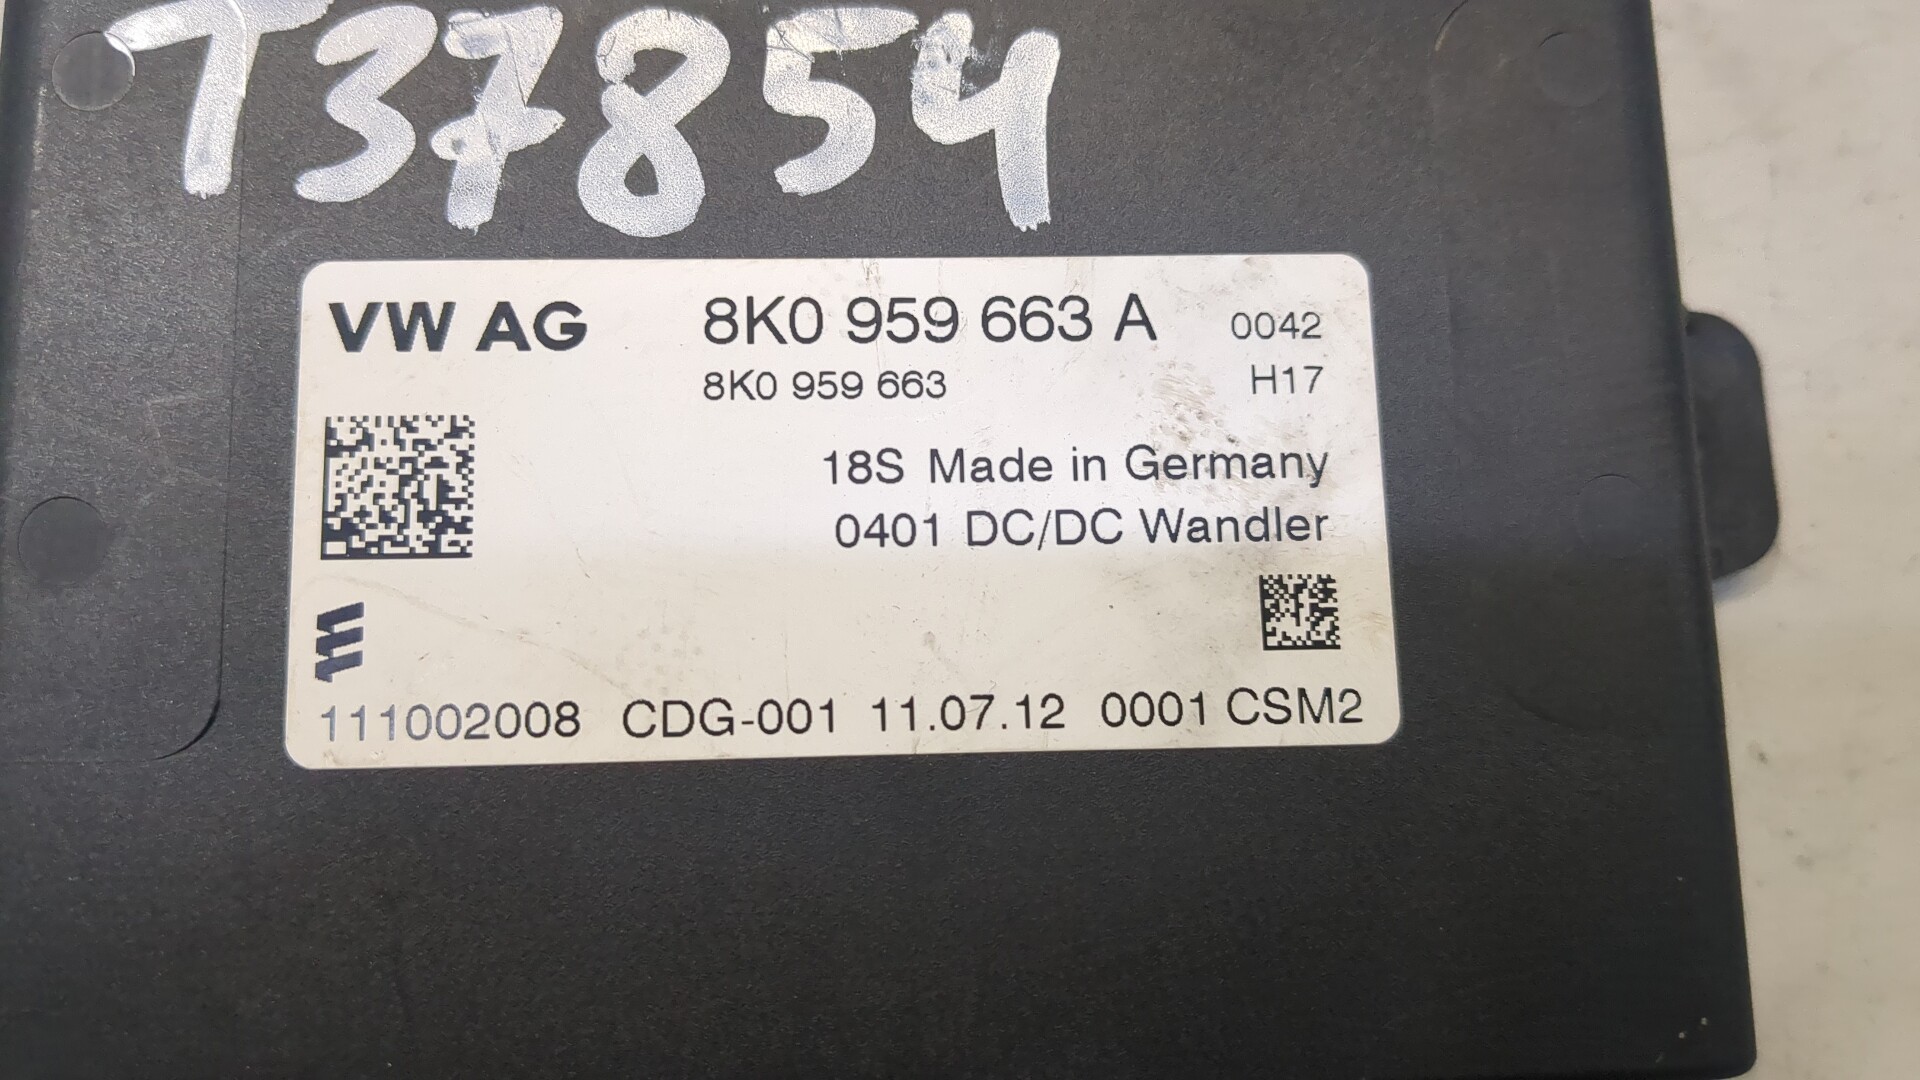 T37854
VW AG 8K0 959 663 A 0042
8K0 959 663 H17
18S Made in Germany
0401 DC/DC Wandler
111002008 CDG-001 11.07.12 0001 CSM2